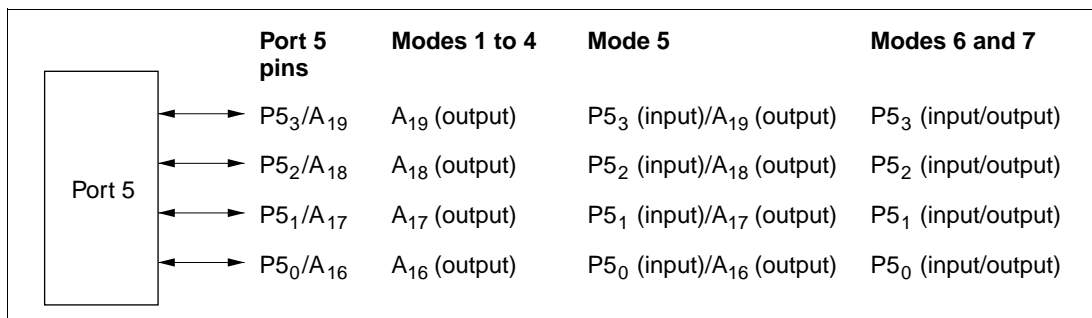 Port 5 pins Modes 1 to 4 Mode 5 Modes 6 and 7
P5₃/A₁₉ A₁₉ (output) P5₃ (input)/A₁₉ (output) P5₃ (input/output)
P5₂/A₁₈ A₁₈ (output) P5₂ (input)/A₁₈ (output) P5₂ (input/output)
Port 5
P5₁/A₁₇ A₁₇ (output) P5₁ (input)/A₁₇ (output) P5₁ (input/output)
P5₀/A₁₆ A₁₆ (output) P5₀ (input)/A₁₆ (output) P5₀ (input/output)